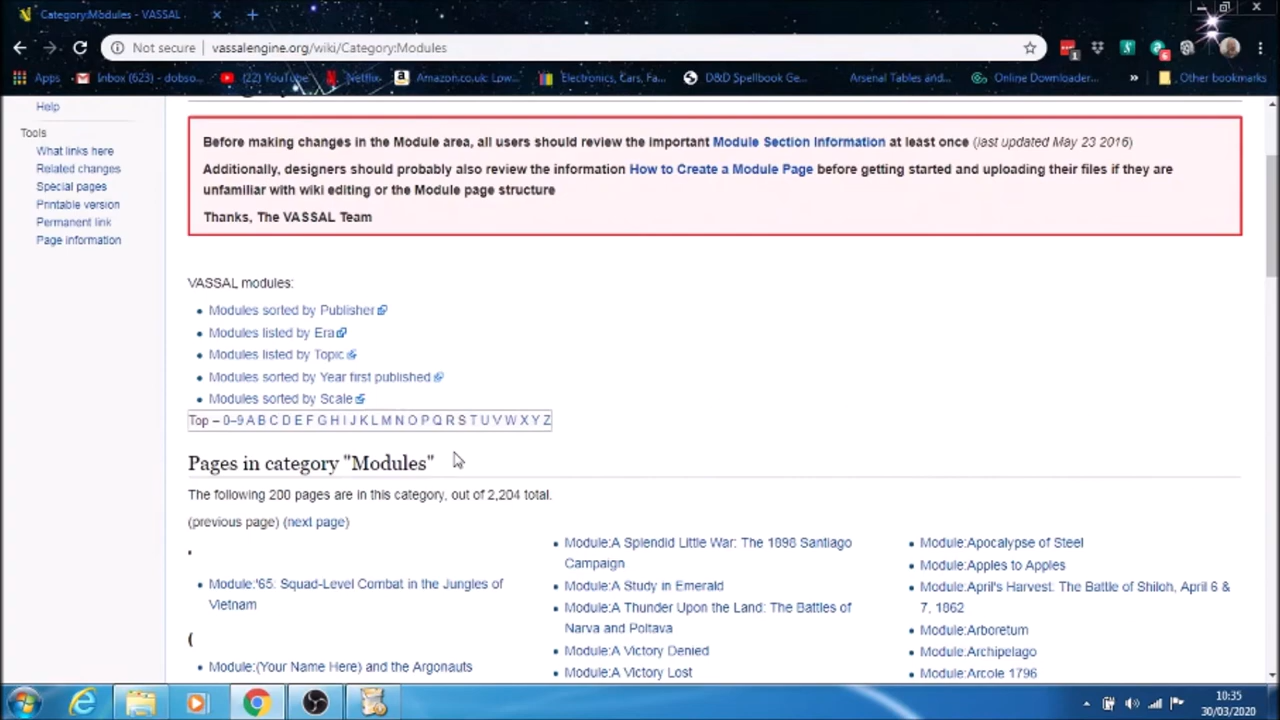 Category:Modules - VASSAL
Not secure
vassalengine.org/wiki/Category:Modules
Apps
Inbox (623) - dobso...
(22) YouTube
Netflix
Amazon.co.uk: Low...
Electronics, Cars, Fa...
D&D Spellbook Ge...
Arsenal Tables and...
Online Downloader...
»
Other bookmarks
Help
Tools
What links here
Related changes
Special pages
Printable version
Permanent link
Page information
Before making changes in the Module area, all users should review the important Module Section Information at least once (last updated May 23 2016)
Additionally, designers should probably also review the information How to Create a Module Page before getting started and uploading their files if they are
unfamiliar with wiki editing or the Module page structure
Thanks, The VASSAL Team
VASSAL modules:
Modules sorted by Publisher
Modules listed by Era
Modules listed by Topic
Modules sorted by Year first published
Modules sorted by Scale
Top – 0–9 A B C D E F G H I J K L M N O P Q R S T U V W X Y Z
Pages in category "Modules"
The following 200 pages are in this category, out of 2,204 total.
(previous page) (next page)
'
Module:'65: Squad-Level Combat in the Jungles of
Vietnam
(
Module:(Your Name Here) and the Argonauts
Module:A Splendid Little War: The 1898 Santiago
Campaign
Module:A Study in Emerald
Module:A Thunder Upon the Land: The Battles of
Narva and Poltava
Module:A Victory Denied
Module:A Victory Lost
Module:Apocalypse of Steel
Module:Apples to Apples
Module:April's Harvest: The Battle of Shiloh, April 6 &
7, 1862
Module:Arboretum
Module:Archipelago
Module:Arcole 1796
10:35
30/03/2020